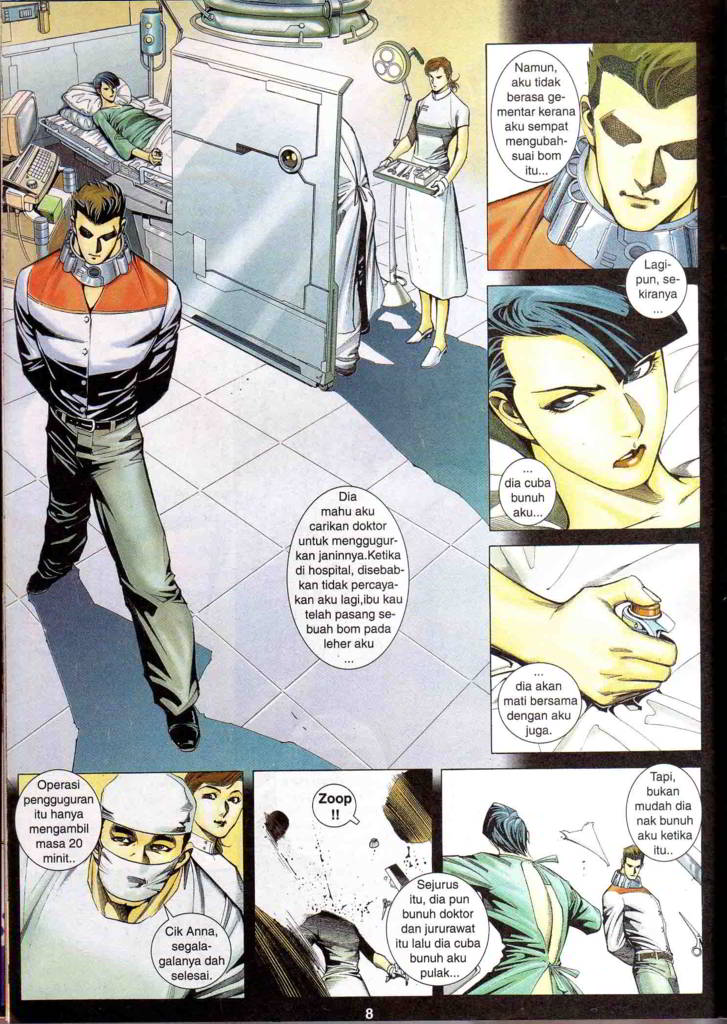 Dia
mahu aku
carikan doktor
untuk menggugur-
kan janinnya.Ketika
di hospital, disebab-
kan tidak percaya-
kan aku lagi,ibu kau
telah pasang se-
buah bom pada
leher aku
...
Namun,
aku tidak
berasa ge-
mentar kerana
aku sempat
mengubah-
suai bom
itu...
Lagi-
pun, se-
kiranya
...
...
dia cuba
bunuh
aku...
...
dia akan
mati bersama
dengan aku
juga.
Operasi
pengguguran
itu hanya
mengambil
masa 20
minit..
Cik Anna,
segala-
galanya dah
selesai.
Zoop
!!
Sejurus
itu, dia pun
bunuh doktor
dan jururawat
itu lalu dia cuba
bunuh aku
pulak...
Tapi,
bukan
mudah dia
nak bunuh
aku ketika
itu..
8